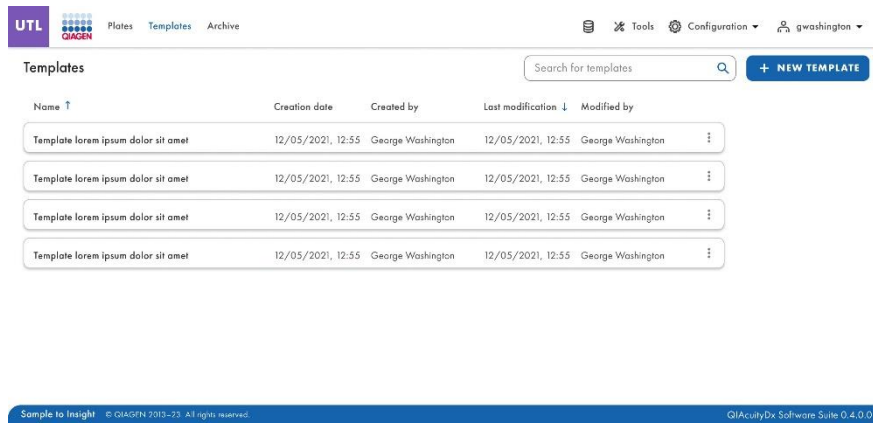 UTL QIAGEN Plates Templates Archive Tools Configuration gwashington
Templates Search for templates + NEW TEMPLATE
Name ↑ Creation date Created by Last modification ↓ Modified by
Template lorem ipsum dolor sit amet 12/05/2021, 12:55 George Washington 12/05/2021, 12:55 George Washington
Template lorem ipsum dolor sit amet 12/05/2021, 12:55 George Washington 12/05/2021, 12:55 George Washington
Template lorem ipsum dolor sit amet 12/05/2021, 12:55 George Washington 12/05/2021, 12:55 George Washington
Template lorem ipsum dolor sit amet 12/05/2021, 12:55 George Washington 12/05/2021, 12:55 George Washington
Sample to Insight © QIAGEN 2013–23. All rights reserved. QIAcuityDx Software Suite 0.4.0.0